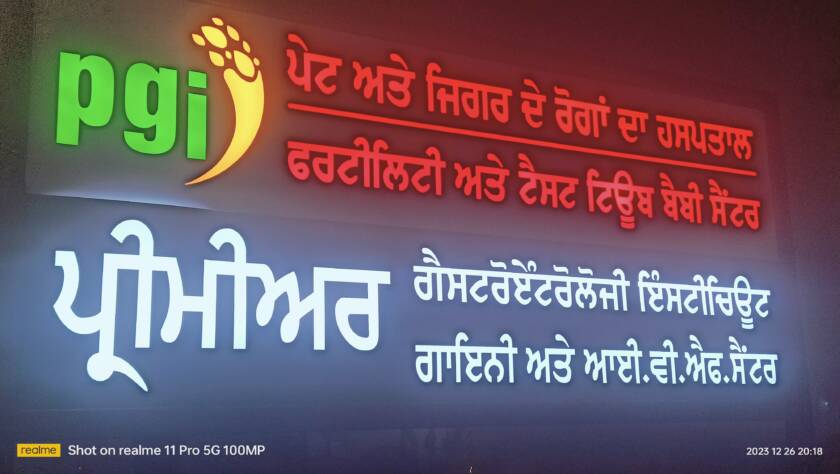 pgi
ਪੇਟ ਅਤੇ ਜਿਗਰ ਦੇ ਰੋਗਾਂ ਦਾ ਹਸਪਤਾਲ
ਫਰਟੀਲਿਟੀ ਅਤੇ ਟੈਸਟ ਟਿਊਬ ਬੈਬੀ ਸੈਂਟਰ
ਪ੍ਰੀਮੀਅਰ
ਗੈਸਟਰੋਏਂਟਰੋਲੋਜੀ ਇੰਸਟੀਚਿਊਟ
ਗਾਇਨੀ ਅਤੇ ਆਈ.ਵੀ.ਐਫ.ਸੈਂਟਰ
realme Shot on realme 11 Pro 5G 100MP
2023 12 26 20:18